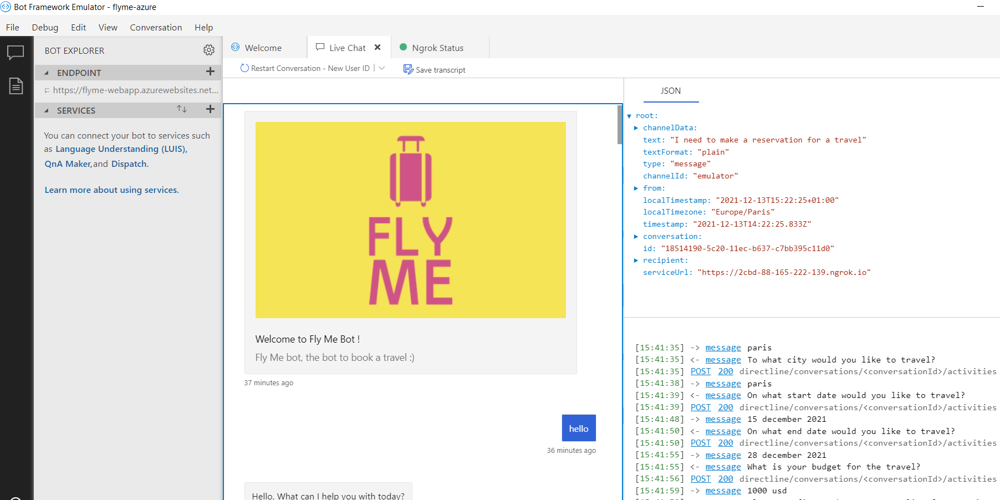 Bot Framework Emulator - flyme-azure
File Debug Edit View Conversation Help
BOT EXPLORER
ENDPOINT
https://flyme-webapp.azurewebsites.net...
SERVICES
You can connect your bot to services such
as Language Understanding (LUIS),
QnA Maker,and Dispatch.
Learn more about using services.
Welcome
Live Chat
Ngrok Status
Restart Conversation - New User ID
Save transcript
FLY
ME
Welcome to Fly Me Bot !
Fly Me bot, the bot to book a travel :)
37 minutes ago
hello
36 minutes ago
Hello, What can I help you with today?
JSON
root:
channelData:
text: "I need to make a reservation for a travel"
textFormat: "plain"
type: "message"
channelId: "emulator"
from:
localTimestamp: "2021-12-13T15:22:25+01:00"
localTimezone: "Europe/Paris"
timestamp: "2021-12-13T14:22:25.833Z"
conversation:
id: "18514190-5c20-11ec-b637-c7bb395c11d0"
recipient:
serviceUrl: "https://2cbd-88-165-222-139.ngrok.io"
[15:41:35] -> message paris
[15:41:35] <- message To what city would you like to travel?
[15:41:35] POST 200 directline/conversations/<conversationId>/activities
[15:41:38] -> message paris
[15:41:39] <- message On what start date would you like to travel?
[15:41:39] POST 200 directline/conversations/<conversationId>/activities
[15:41:48] -> message 15 december 2021
[15:41:50] <- message On what end date would you like to travel?
[15:41:50] POST 200 directline/conversations/<conversationId>/activities
[15:41:55] -> message 28 december 2021
[15:41:55] <- message What is your budget for the travel?
[15:41:56] POST 200 directline/conversations/<conversationId>/activities
[15:41:59] -> message 1000 usd